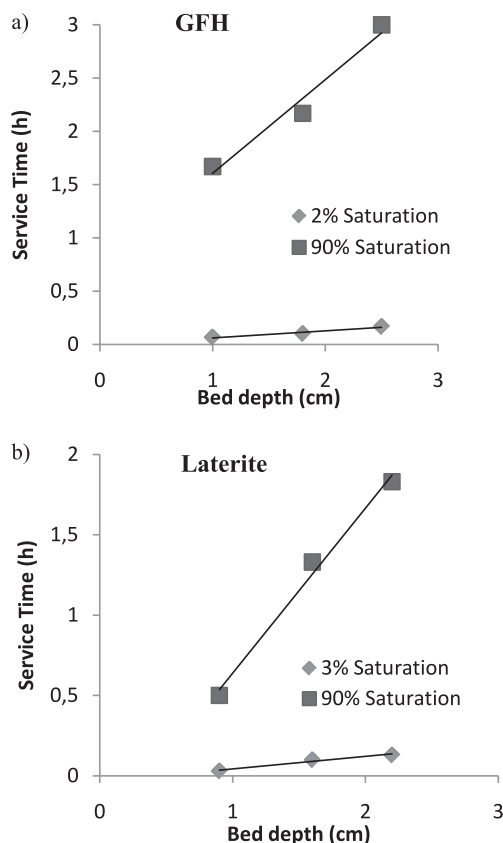 a)
GFH
3
2,5
2
1,5
1
0,5
0
Service Time (h)
2% Saturation
90% Saturation
0 1 2 3
Bed depth (cm)
b)
Laterite
2
1,5
1
0,5
0
Service Time (h)
3% Saturation
90% Saturation
0 1 2 3
Bed depth (cm)